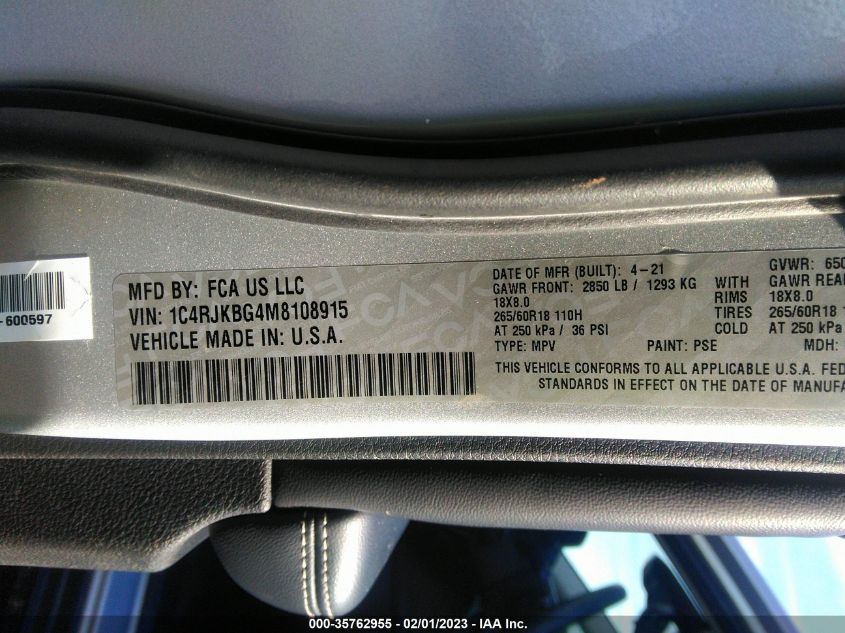 -600597
MFD BY: FCA US LLC
VIN: 1C4RJKBG4M8108915
VEHICLE MADE IN: U.S.A.
DATE OF MFR (BUILT): 4-21 GVWR: 650
GAWR FRONT: 2850 LB / 1293 KG WITH GAWR REAR
18X8.0 RIMS 18X8.0
265/60R18 110H TIRES 265/60R18 1
AT 250 kPa / 36 PSI COLD AT 250 kPa
TYPE: MPV PAINT: PSE MDH:
THIS VEHICLE CONFORMS TO ALL APPLICABLE U.S.A. FED
STANDARDS IN EFFECT ON THE DATE OF MANUFA
000-35762955 - 02/01/2023 - IAA Inc.